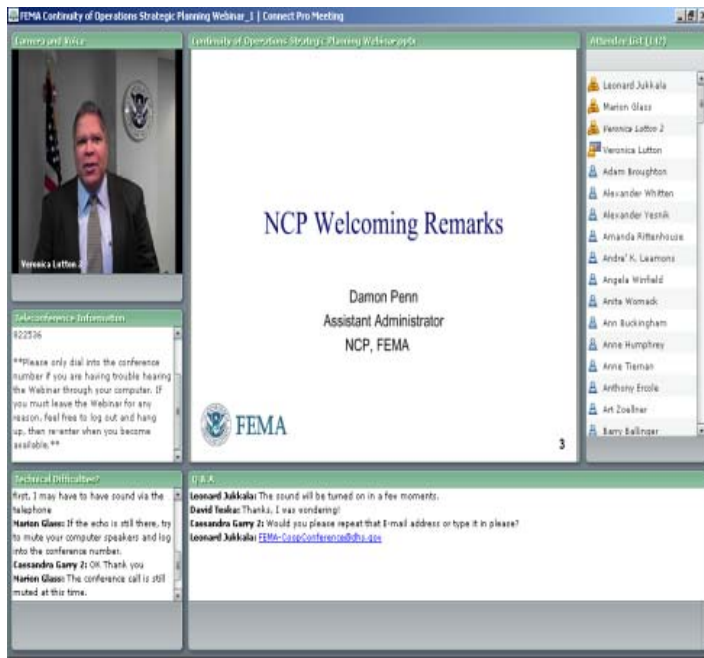 FEMA Continuity of Operations Strategic Planning Webinar_1 | Connect Pro Meeting
Camera and Voice
Veronica Lutton 2
Teleconference Information
822536
**Please only dial into the conference
number if you are having trouble hearing
the Webinar through your computer. If
you must leave the Webinar for any
reason, feel free to log out and hang
up, then re-enter when you become
available.**
Technical Difficulties?
first, I may have to have sound via the
telephone
Marion Glass: If the echo is still there, try
to mute your computer speakers and log
into the conference number.
Cassandra Garry 2: OK Thank you
Marion Glass: The conference call is still
muted at this time.
Continuity of Operations Strategic Planning Webinar.pptx
NCP Welcoming Remarks
Damon Penn
Assistant Administrator
NCP, FEMA
FEMA
3
Q & A
Leonard Jukkala: The sound will be turned on in a few moments.
David Teska: Thanks, I was wondering!
Cassandra Garry 2: Would you please repeat that E-mail address or type it in please?
Leonard Jukkala: FEMA-CoopConference@dhs.gov
Attendee List (142)
Leonard Jukkala
Marion Glass
Veronica Lutton 2
Veronica Lutton
Adam Broughton
Alexander Whitten
Alexander Yesnik
Amanda Rittenhouse
Andre' K. Leamons
Angela Winfield
Anita Womack
Ann Buckingham
Anne Humphrey
Anne Tiernan
Anthony Ercole
Art Zoellner
Barry Ballinger